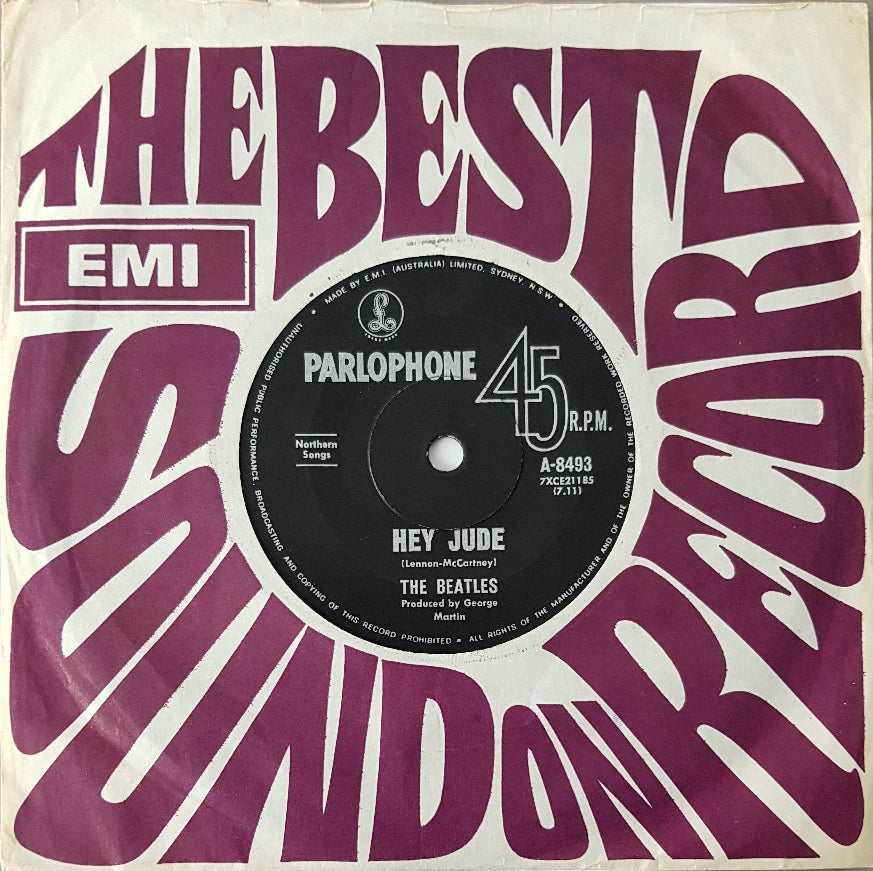 THE BEST
SOUND ON RECORD
EMI
• MADE BY E.M.I. (AUSTRALIA) LIMITED. SYDNEY, N.S.W •
UNAUTHORISED PUBLIC PERFORMANCE, BROADCASTING AND COPYING OF THIS RECORD PROHIBITED • ALL RIGHTS OF THE MANUFACTURER AND OF THE OWNER OF THE RECORDED WORK RESERVED
£
TRADE MARK
PARLOPHONE
45
R.P.M.
Northern
Songs
A-8493
7XCE21185
(7.11)
HEY JUDE
(Lennon-McCartney)
THE BEATLES
Produced by George
Martin